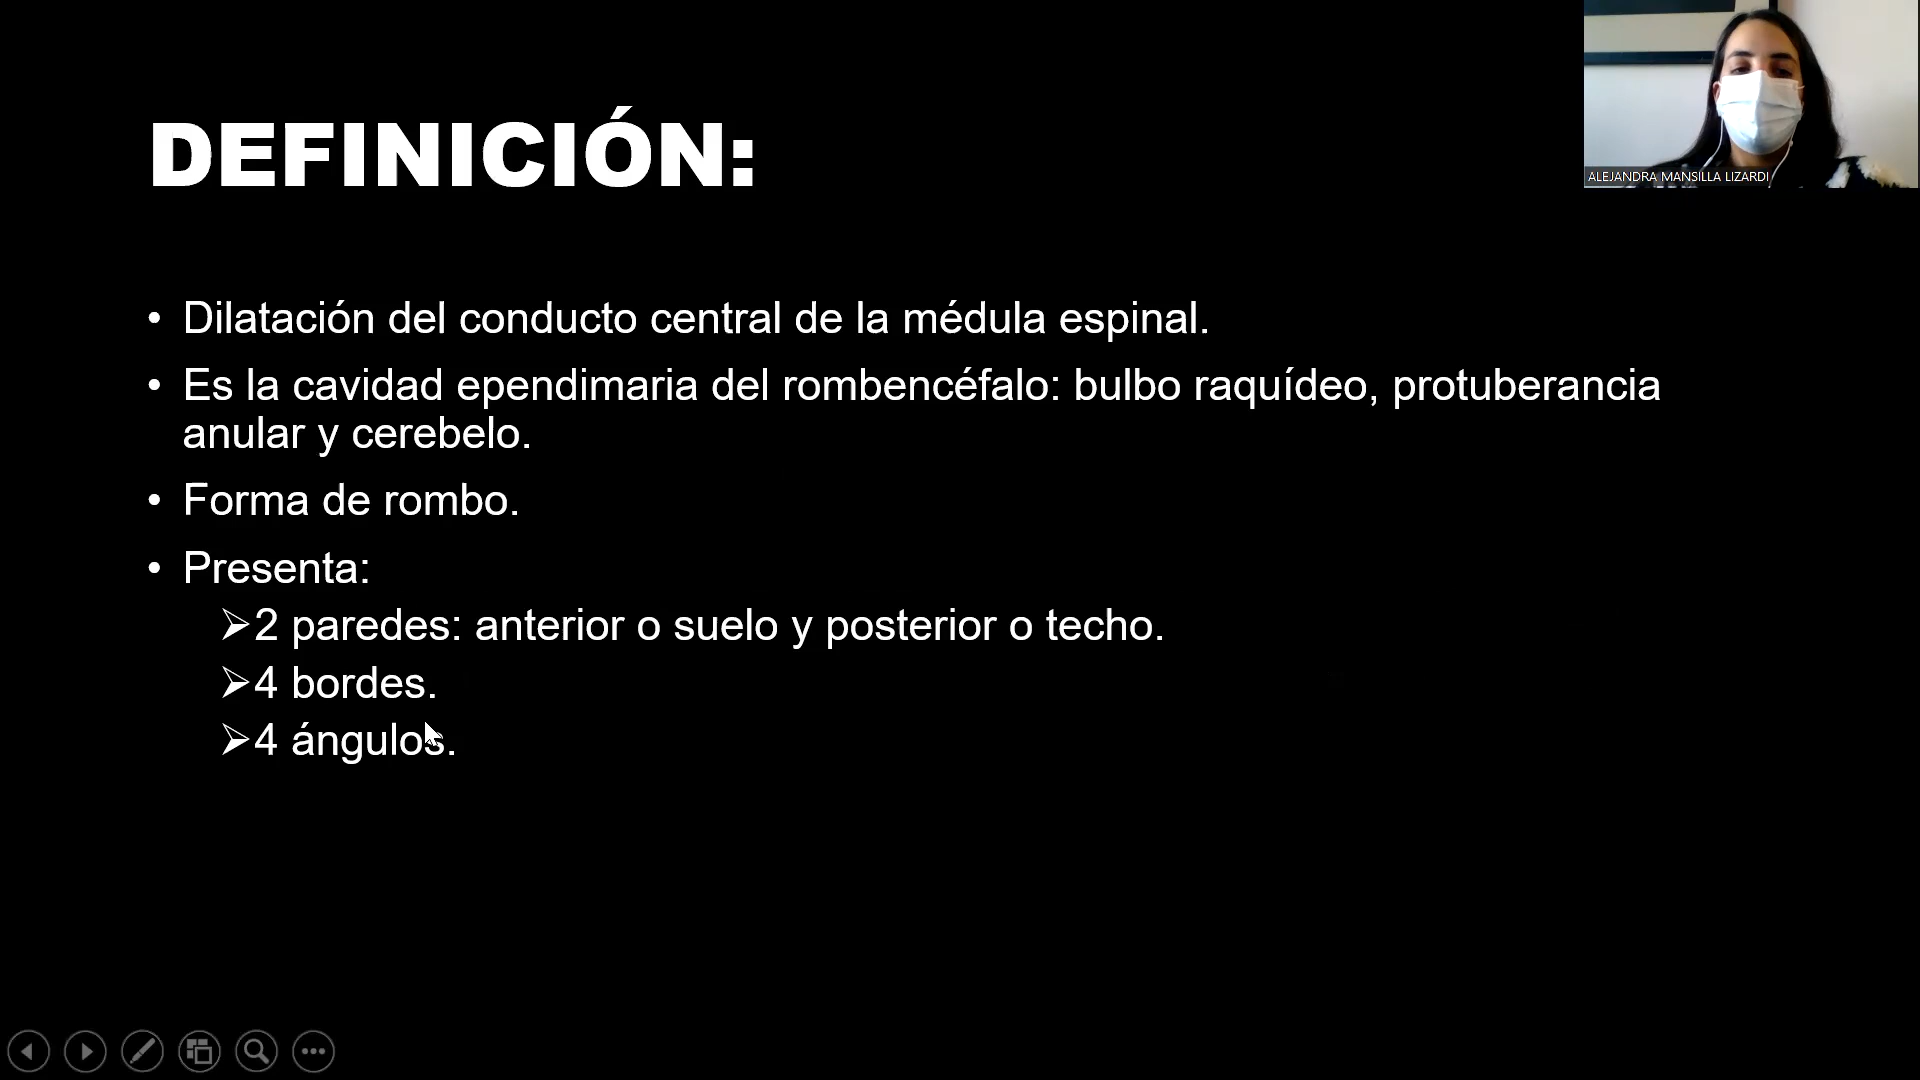 DEFINICIÓN:
ALEJANDRA MANSILLA LIZARDI
• Dilatación del conducto central de la médula espinal.
• Es la cavidad ependimaria del rombencéfalo: bulbo raquídeo, protuberancia
anular y cerebelo.
• Forma de rombo.
• Presenta:
➢2 paredes: anterior o suelo y posterior o techo.
➢4 bordes.
➢4 ángulos.